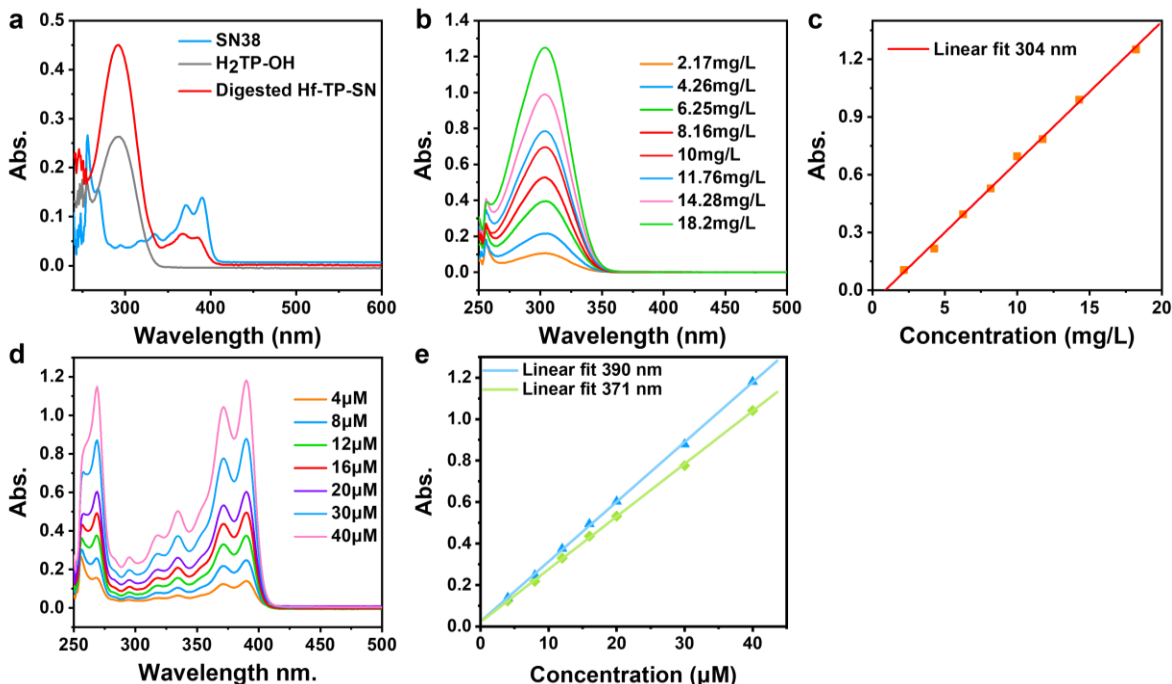 a
0.5
0.4
0.3
0.2
0.1
0.0
Abs.
SN38
H₂TP-OH
Digested Hf-TP-SN
300
400
500
600
Wavelength (nm)
b
1.4
1.2
1.0
0.8
0.6
0.4
0.2
0.0
Abs.
2.17mg/L
4.26mg/L
6.25mg/L
8.16mg/L
10mg/L
11.76mg/L
14.28mg/L
18.2mg/L
250
300
350
400
450
500
Wavelength (nm)
c
1.2
0.9
0.6
0.3
0.0
Abs.
Linear fit 304 nm
0
5
10
15
20
Concentration (mg/L)
d
1.2
1.0
0.8
0.6
0.4
0.2
0.0
Abs.
4μM
8μM
12μM
16μM
20μM
30μM
40μM
250
300
350
400
450
500
Wavelength nm.
e
1.2
1.0
0.8
0.6
0.4
0.2
0.0
Abs.
Linear fit 390 nm
Linear fit 371 nm
0
10
20
30
40
Concentration (μM)